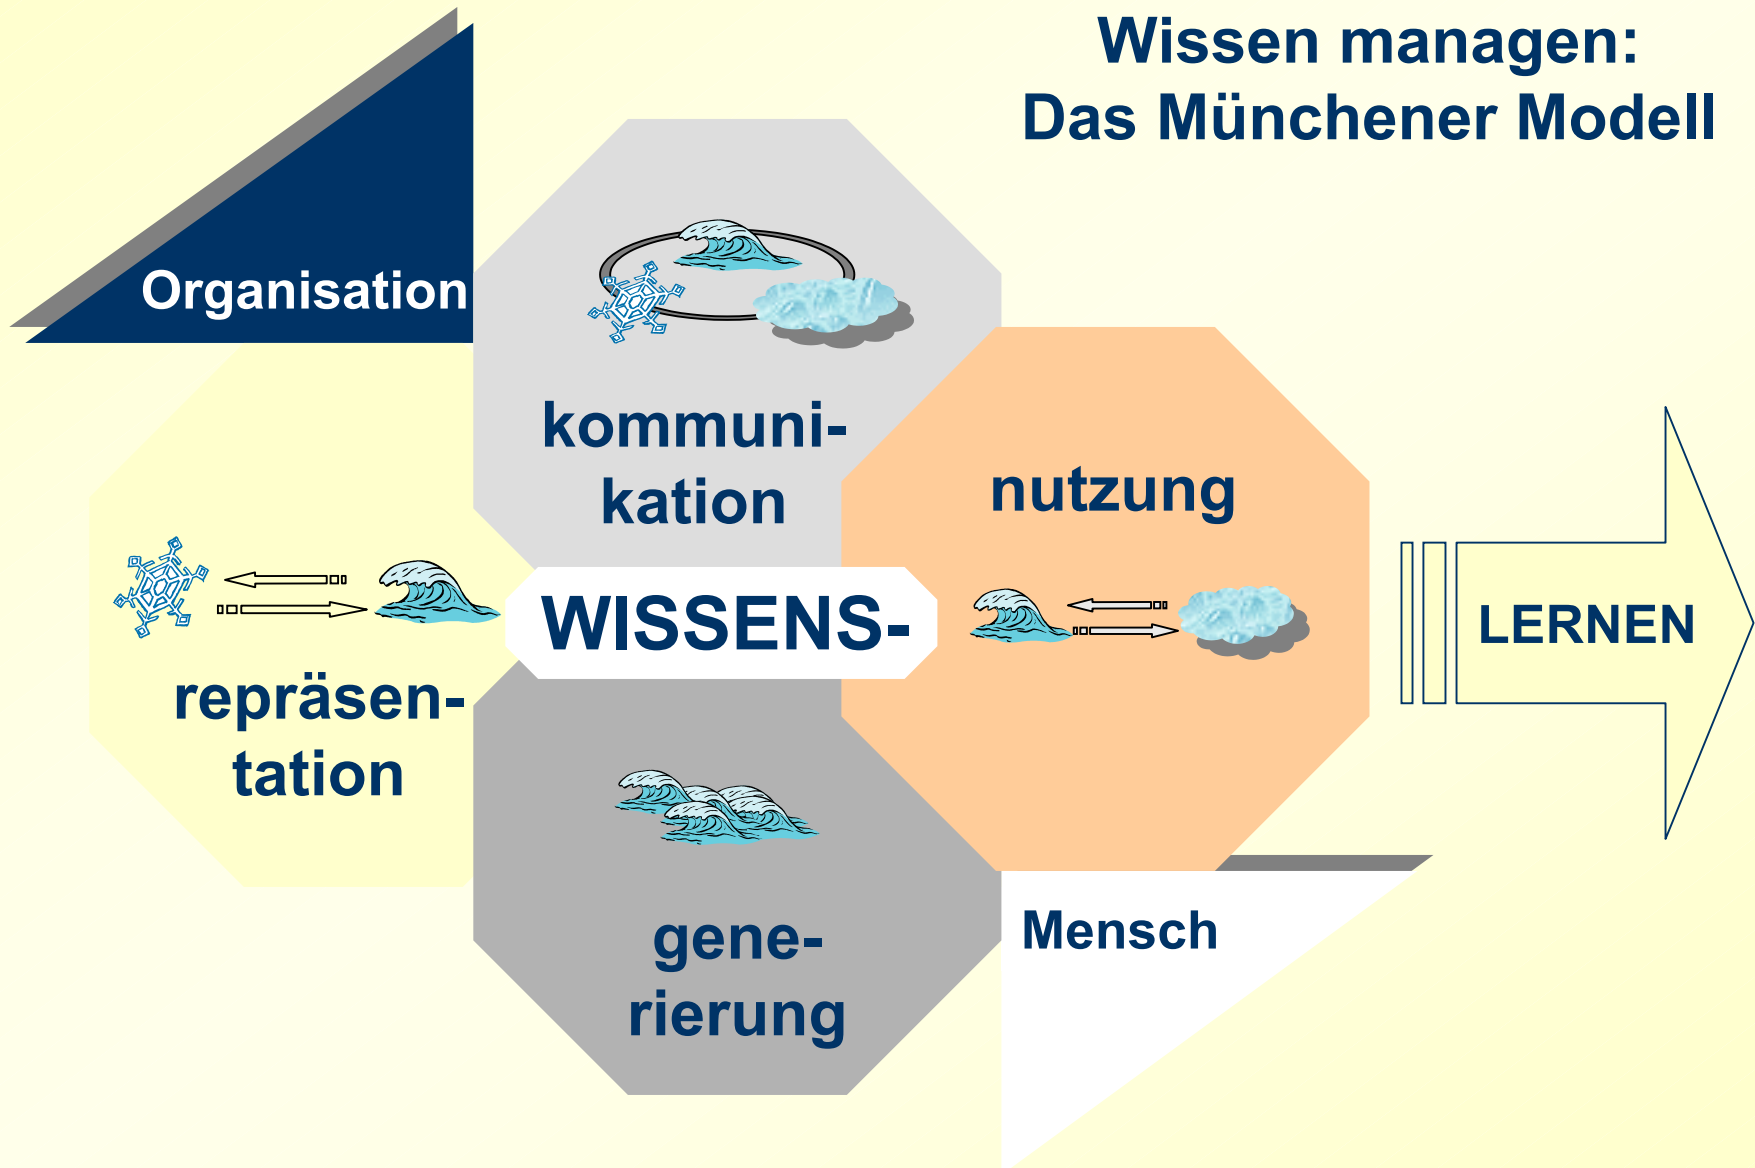 Wissen managen:
Das Münchener Modell
Organisation
kommuni-
kation
nutzung
WISSENS-
LERNEN
repräsen-
tation
gene-
rierung
Mensch